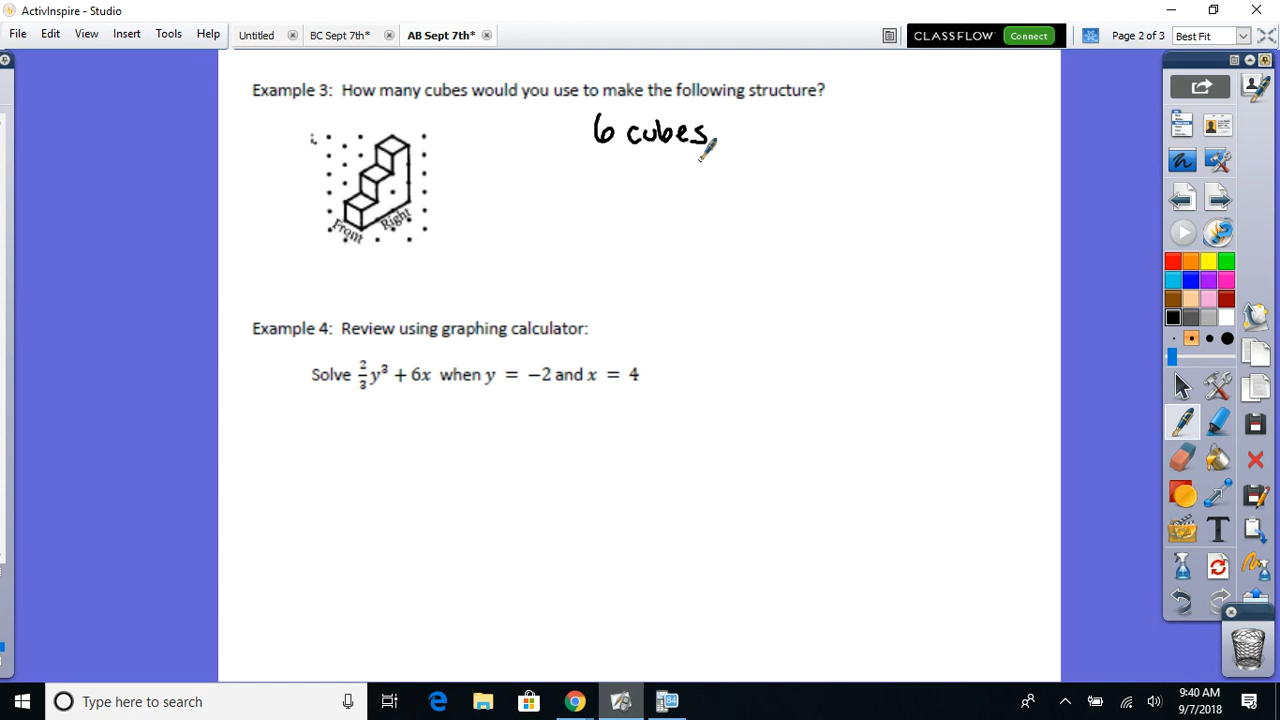 ActivInspire - Studio
File Edit View Insert Tools Help
Untitled
BC Sept 7th*
AB Sept 7th*
CLASSFLOW Connect
Page 2 of 3
Best Fit
Example 3: How many cubes would you use to make the following structure?
6 cubes
Front Right
Example 4: Review using graphing calculator:
Solve 2/3 y³ + 6x when y = −2 and x = 4
Type here to search
9:40 AM
9/7/2018